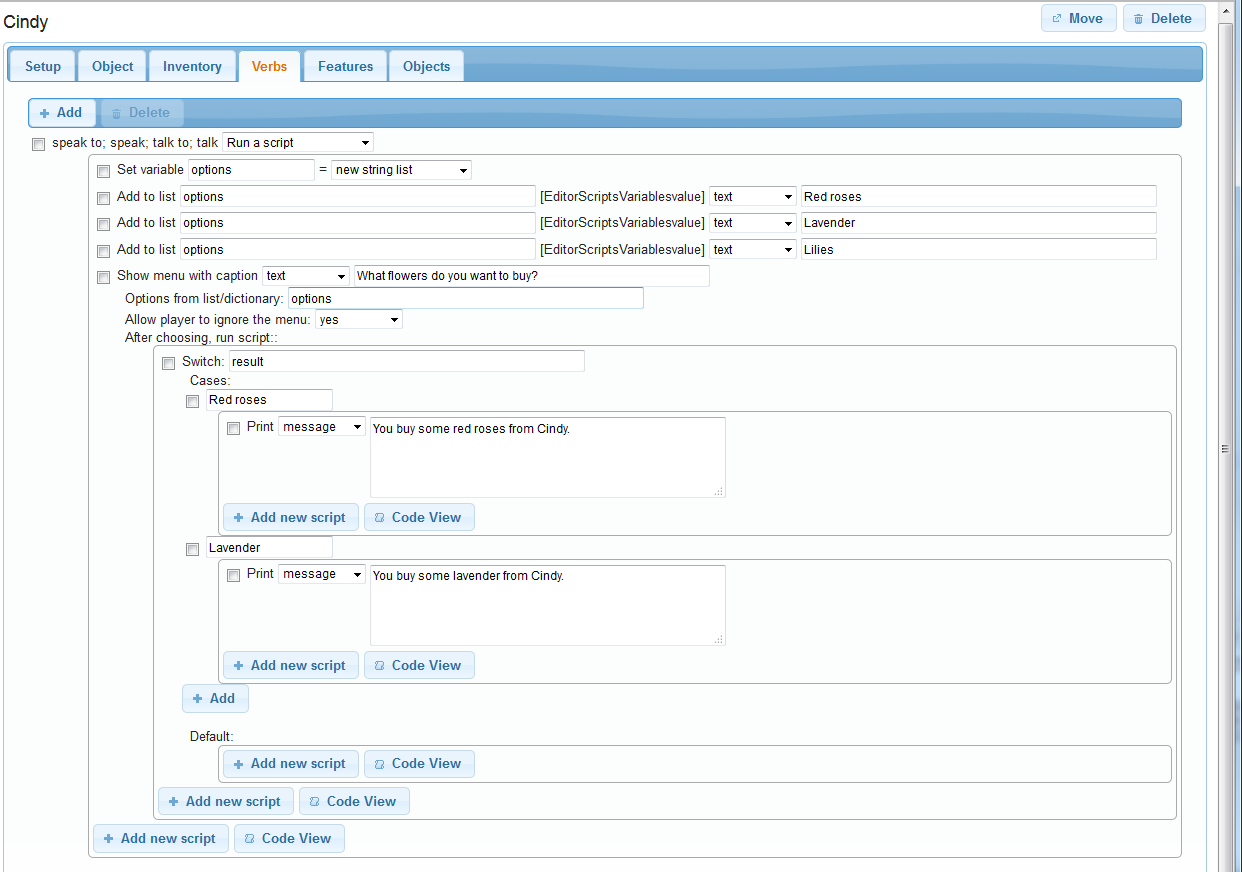 Cindy
Move Delete
Setup Object Inventory Verbs Features Objects
Add Delete
speak to; speak; talk to; talk Run a script
Set variable options = new string list
Add to list options [EditorScriptsVariablesvalue] text Red roses
Add to list options [EditorScriptsVariablesvalue] text Lavender
Add to list options [EditorScriptsVariablesvalue] text Lilies
Show menu with caption text What flowers do you want to buy?
Options from list/dictionary: options
Allow player to ignore the menu: yes
After choosing, run script::
Switch: result
Cases:
Red roses
Print message You buy some red roses from Cindy.
Add new script Code View
Lavender
Print message You buy some lavender from Cindy.
Add new script Code View
Add
Default:
Add new script Code View
Add new script Code View
Add new script Code View